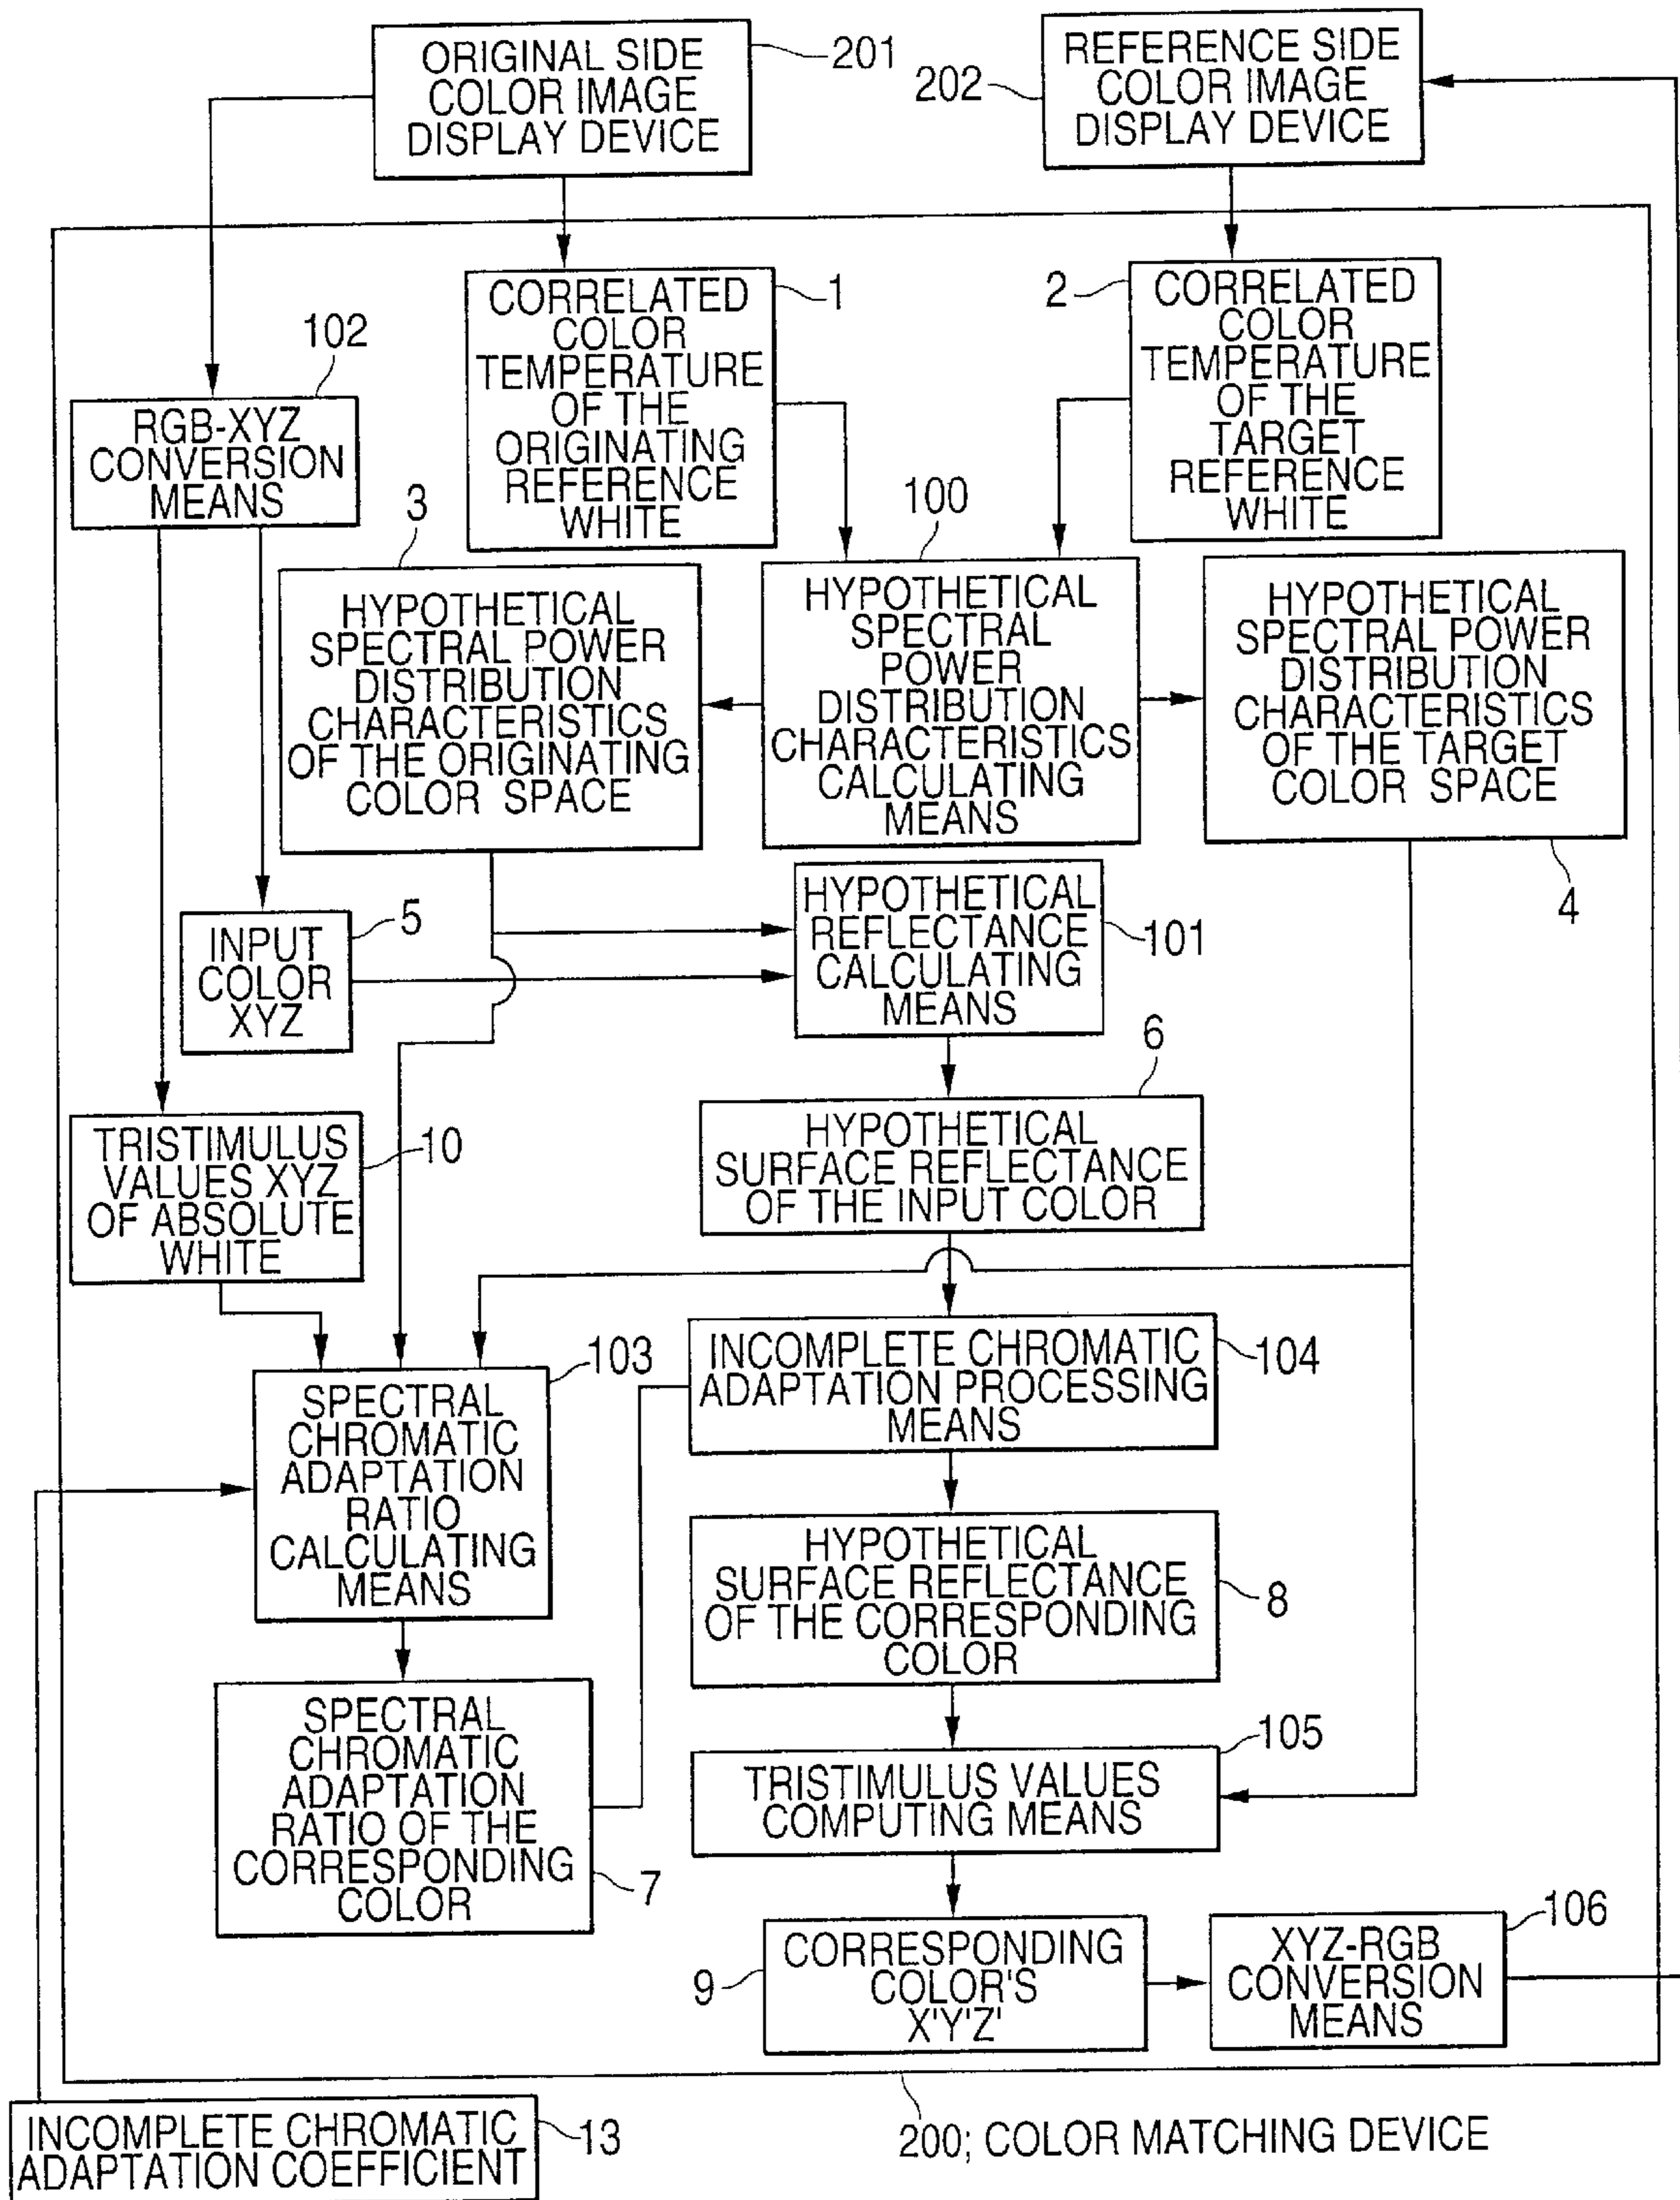 ORIGINAL SIDE
COLOR IMAGE
DISPLAY DEVICE
201
REFERENCE SIDE
COLOR IMAGE
DISPLAY DEVICE
202
CORRELATED
COLOR
TEMPERATURE
OF THE
ORIGINATING
REFERENCE
WHITE
1
2
CORRELATED
COLOR
TEMPERATURE
OF THE
TARGET
REFERENCE
WHITE
102
RGB-XYZ
CONVERSION
MEANS
3
HYPOTHETICAL
SPECTRAL POWER
DISTRIBUTION
CHARACTERISTICS
OF THE ORIGINATING
COLOR SPACE
100
HYPOTHETICAL
SPECTRAL
POWER
DISTRIBUTION
CHARACTERISTICS
CALCULATING
MEANS
HYPOTHETICAL
SPECTRAL POWER
DISTRIBUTION
CHARACTERISTICS
OF THE TARGET
COLOR SPACE
4
5
INPUT
COLOR
XYZ
HYPOTHETICAL
REFLECTANCE
CALCULATING
MEANS
101
6
HYPOTHETICAL
SURFACE REFLECTANCE
OF THE INPUT COLOR
TRISTIMULUS
VALUES XYZ
OF ABSOLUTE
WHITE
10
103
SPECTRAL
CHROMATIC
ADAPTATION
RATIO
CALCULATING
MEANS
INCOMPLETE CHROMATIC
ADAPTATION PROCESSING
MEANS
104
HYPOTHETICAL
SURFACE REFLECTANCE
OF THE CORRESPONDING
COLOR
8
SPECTRAL
CHROMATIC
ADAPTATION
RATIO OF THE
CORRESPONDING
COLOR
7
105
TRISTIMULUS VALUES
COMPUTING MEANS
9
CORRESPONDING
COLOR'S
X'Y'Z'
106
XYZ-RGB
CONVERSION
MEANS
INCOMPLETE CHROMATIC
ADAPTATION COEFFICIENT
13
200; COLOR MATCHING DEVICE